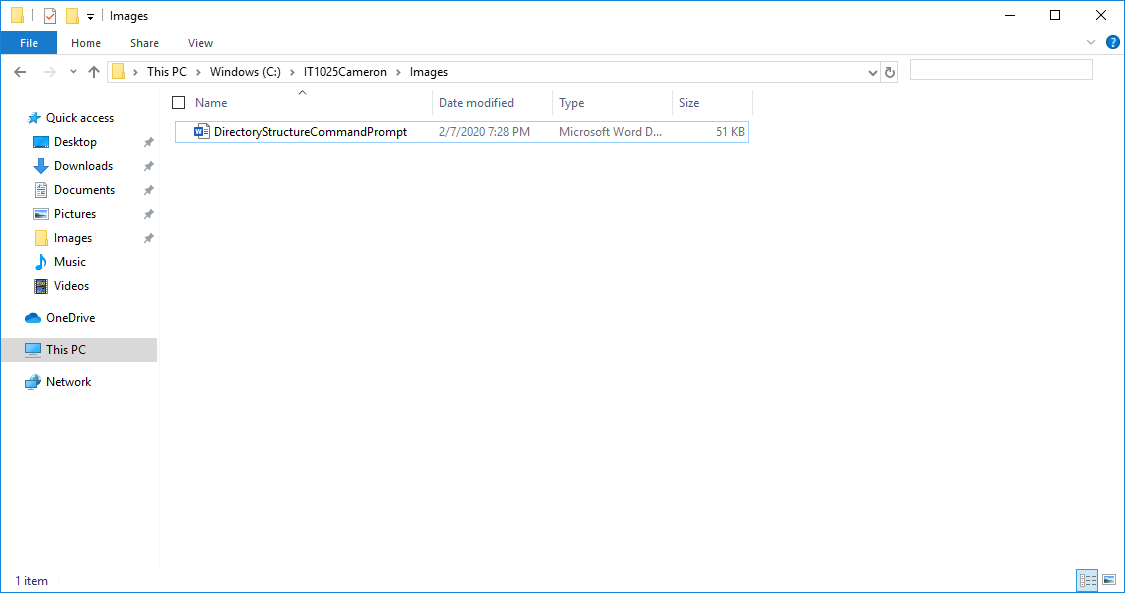 Images
File Home Share View
This PC Windows (C:) IT1025Cameron Images
Name Date modified Type Size
DirectoryStructureCommandPrompt 2/7/2020 7:28 PM Microsoft Word D... 51 KB
Quick access
Desktop
Downloads
Documents
Pictures
Images
Music
Videos
OneDrive
This PC
Network
1 item